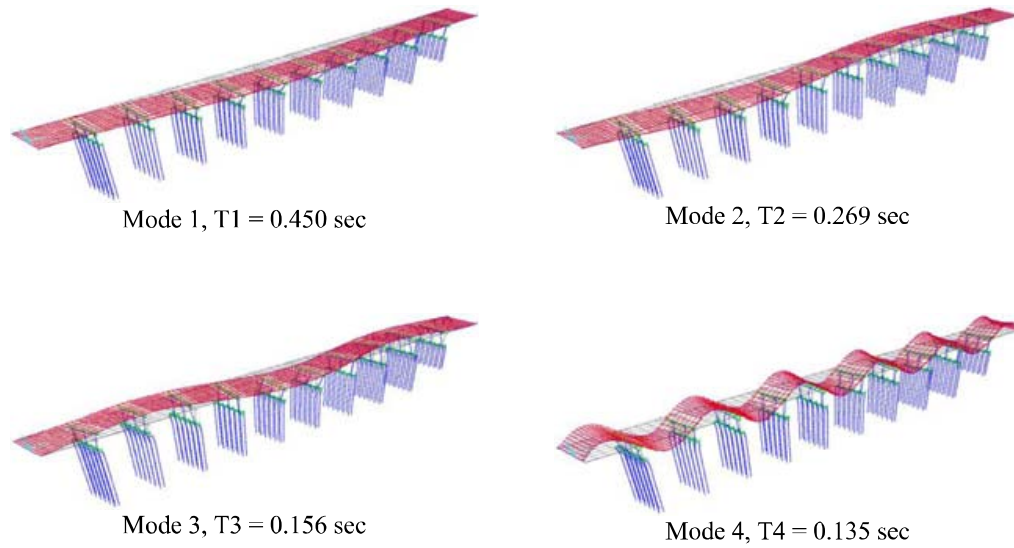 Mode 1, T1 = 0.450 sec
Mode 2, T2 = 0.269 sec
Mode 3, T3 = 0.156 sec
Mode 4, T4 = 0.135 sec